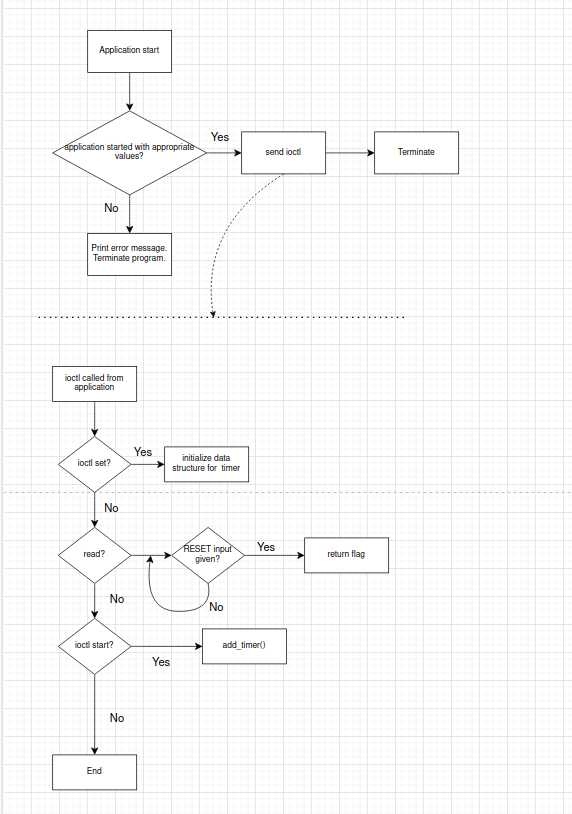 Application start
application started with appropriate
values?
Yes
send ioctl
Terminate
No
Print error message.
Terminate program.
ioctl called from
application
ioctl set?
Yes
initialize data
structure for timer
No
read?
RESET input
given?
Yes
return flag
No
No
ioctl start?
Yes
add_timer()
No
End